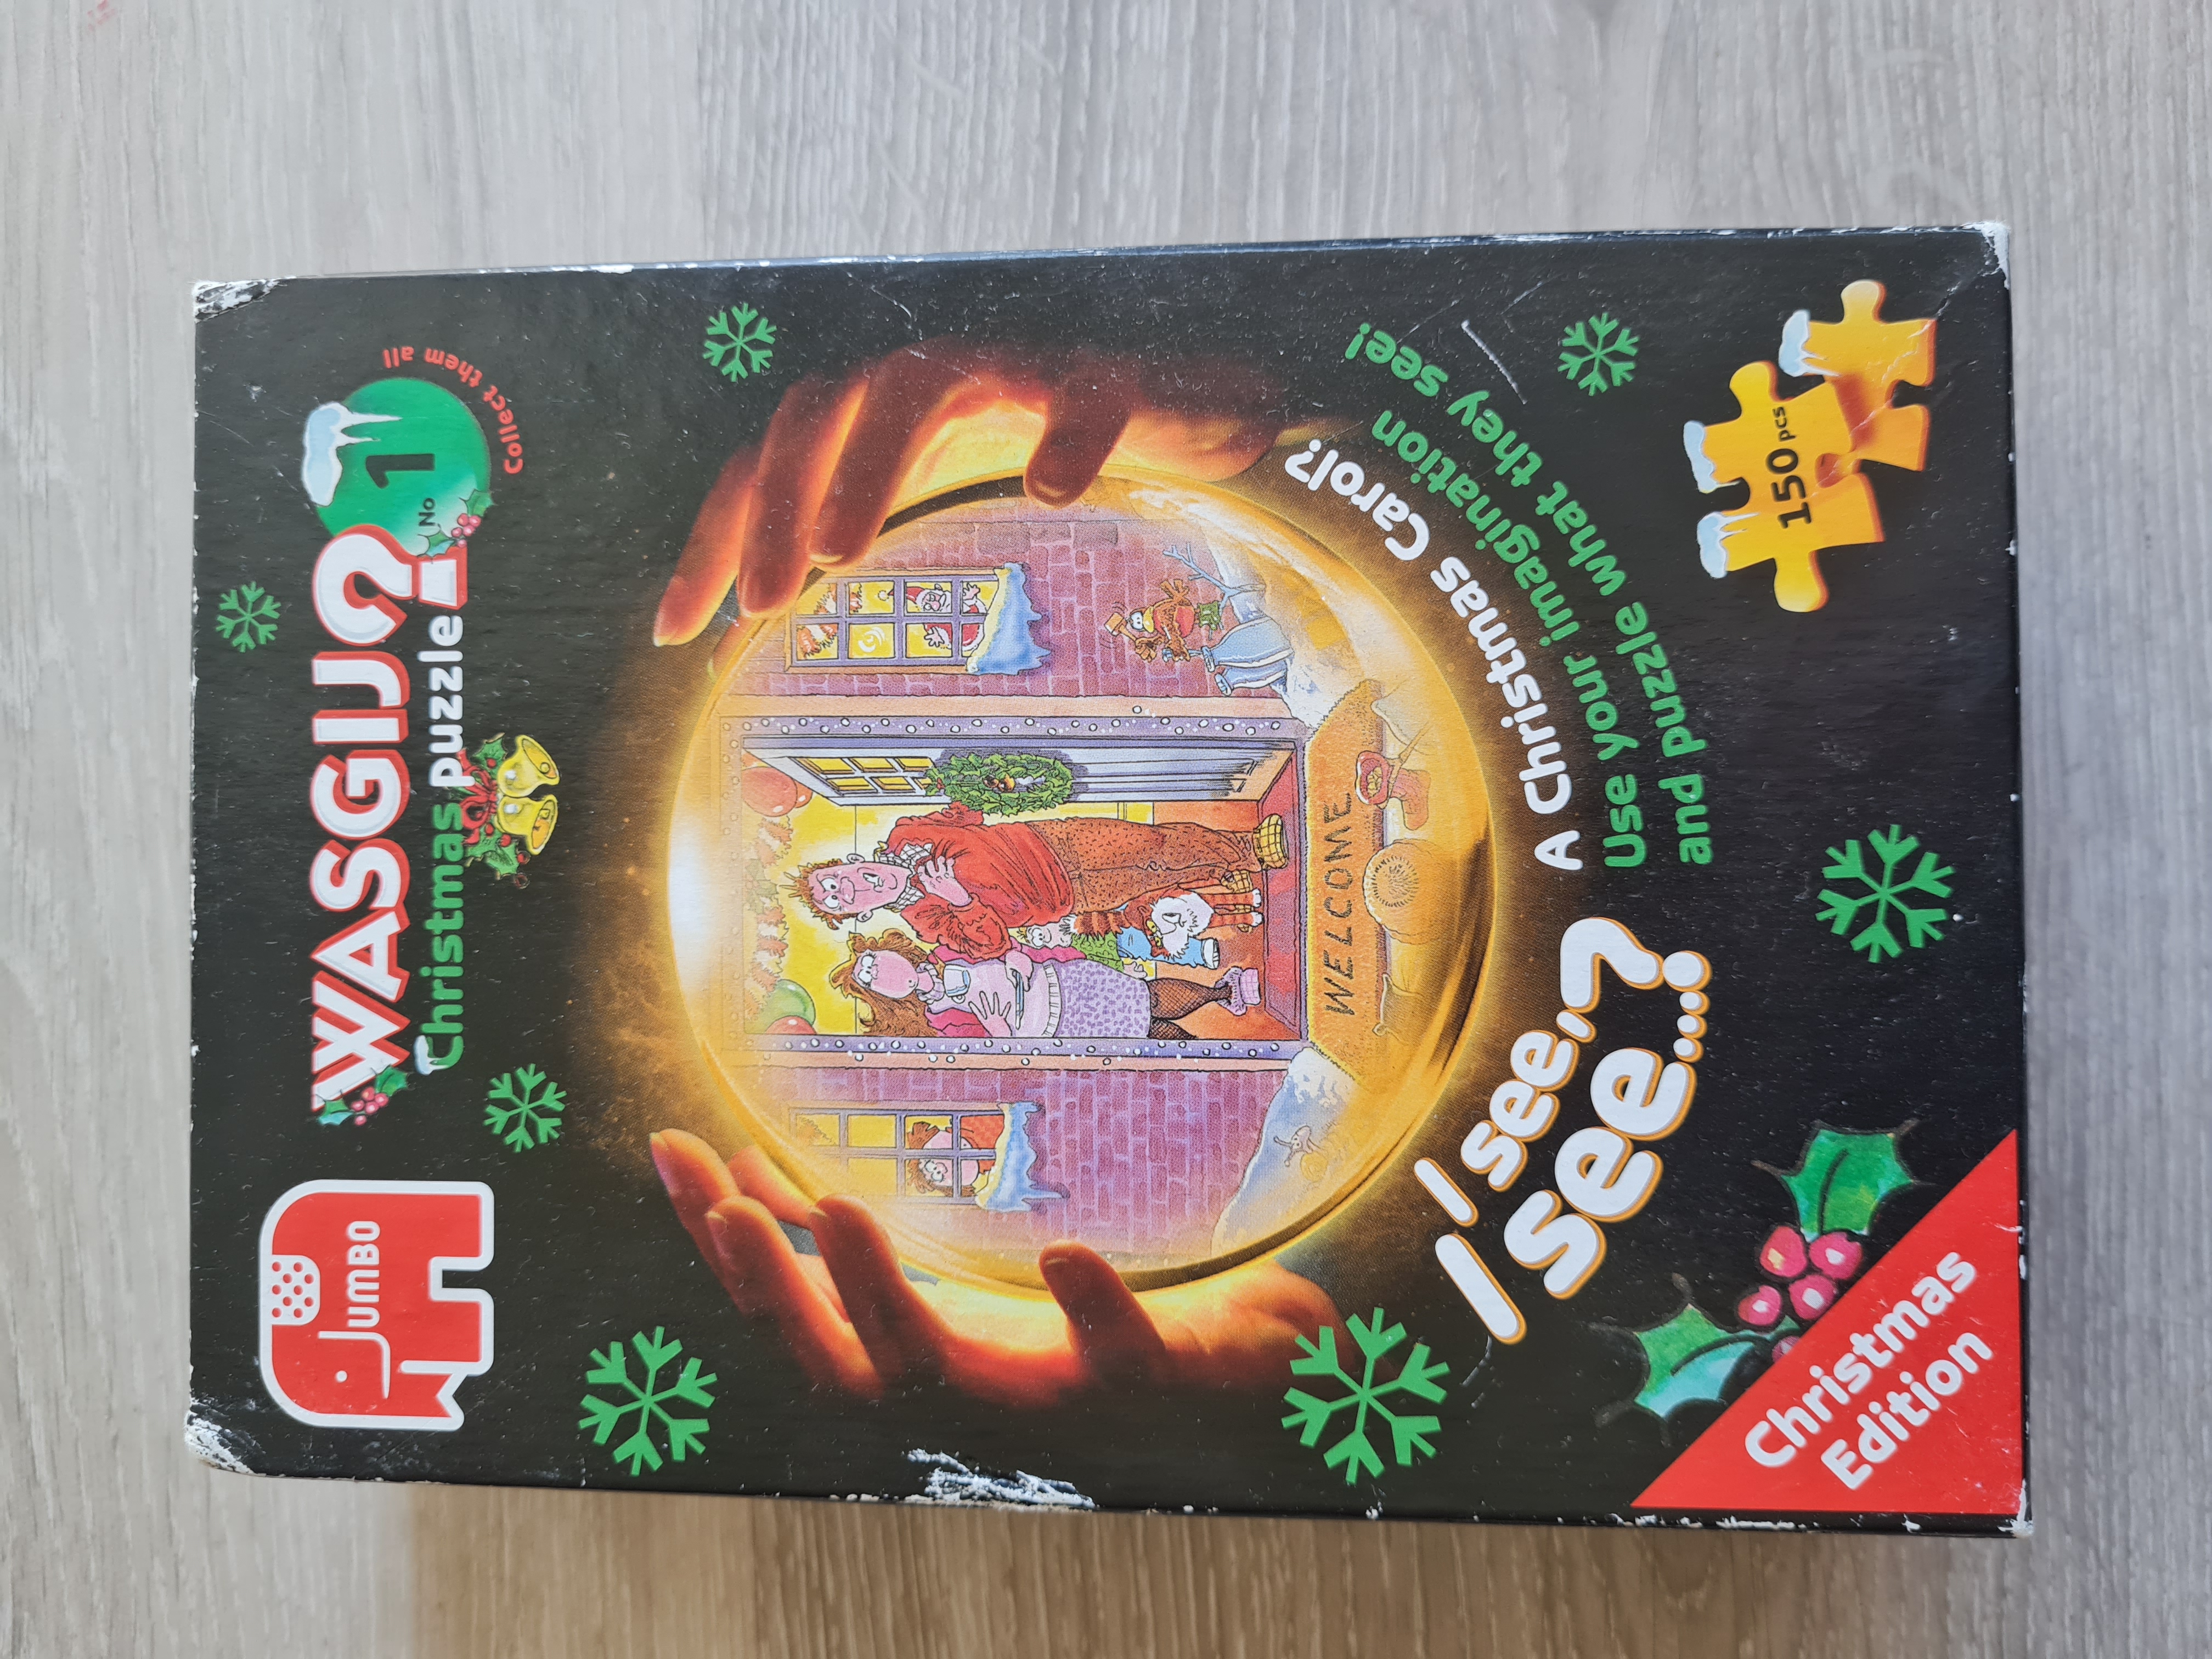 JUMBO
WASGIJ?
Christmas puzzle!
No 1
collect them all
WELCOME
I see,
I see...?
A Christmas Carol?
Use your imagination
and puzzle what they see!
Christmas
Edition
150 pcs